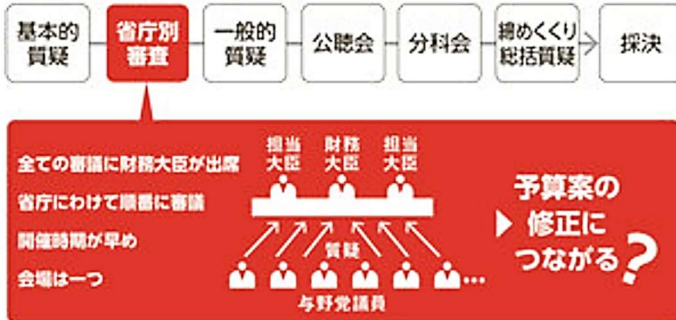 基本的
質疑
省庁別
審査
一般的
質疑
公聴会
分科会
締めくくり
総括質疑
採決
全ての審議に財務大臣が出席
省庁にわけて順番に審議
開催時期が早め
会場は一つ
担当
大臣
財務
大臣
担当
大臣
質疑
与野党議員
…
予算案の
修正に
つながる
?